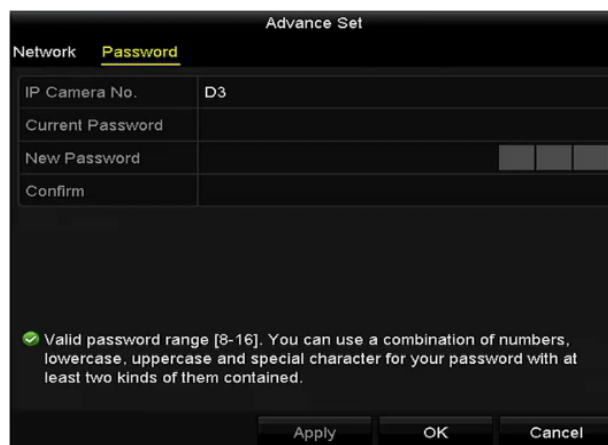 Advance Set
Network Password
IP Camera No. D3
Current Password
New Password
Confirm
Valid password range [8-16]. You can use a combination of numbers,
lowercase, uppercase and special character for your password with at
least two kinds of them contained.
Apply OK Cancel